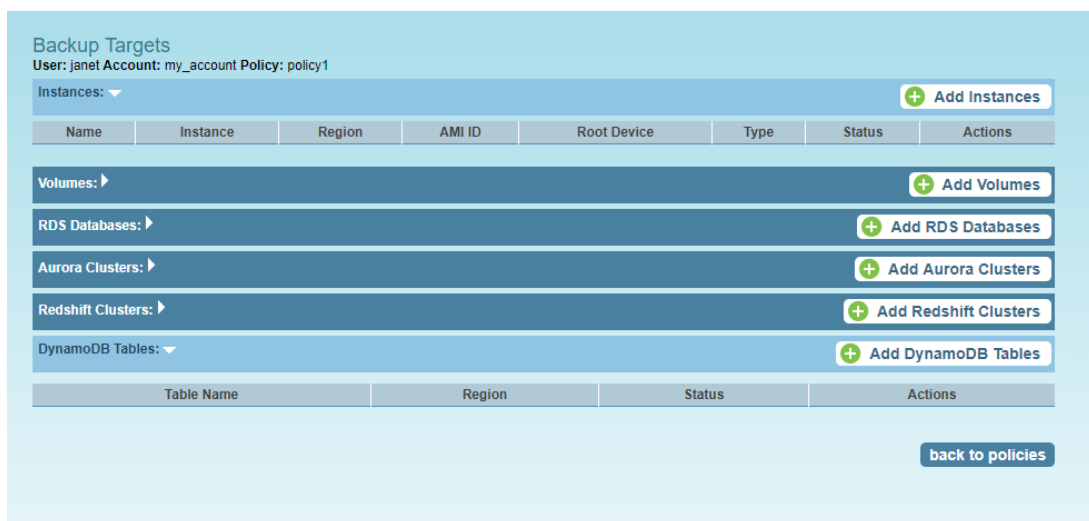 Backup Targets
User: janet Account: my_account Policy: policy1
Instances: Add Instances
Name Instance Region AMI ID Root Device Type Status Actions
Volumes: Add Volumes
RDS Databases: Add RDS Databases
Aurora Clusters: Add Aurora Clusters
Redshift Clusters: Add Redshift Clusters
DynamoDB Tables: Add DynamoDB Tables
Table Name Region Status Actions
back to policies